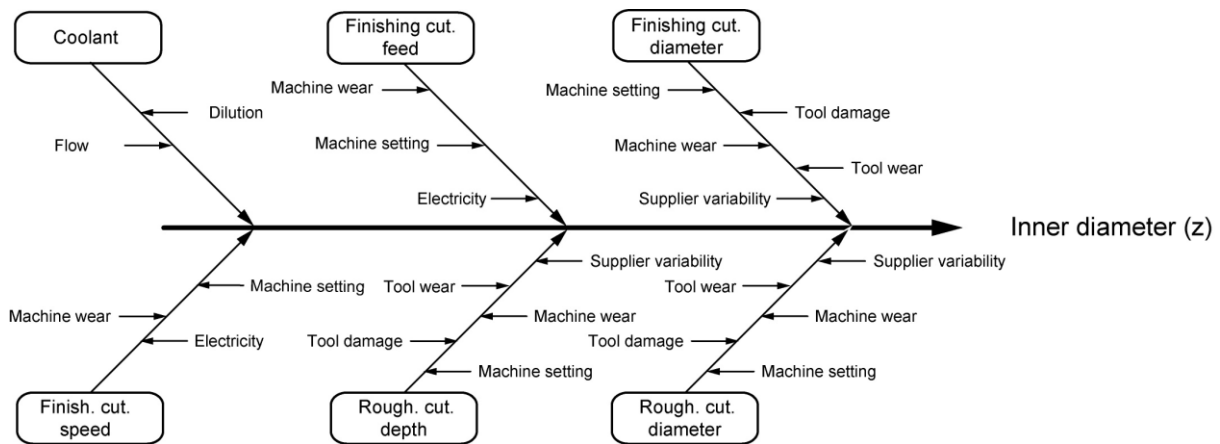 Coolant
Finishing cut.
feed
Finishing cut.
diameter
Machine wear
Machine setting
Dilution
Tool damage
Flow
Machine setting
Machine wear
Tool wear
Electricity
Supplier variability
Inner diameter (z)
Supplier variability
Supplier variability
Machine setting
Tool wear
Tool wear
Machine wear
Machine wear
Machine wear
Electricity
Tool damage
Tool damage
Machine setting
Machine setting
Finish. cut.
speed
Rough. cut.
depth
Rough. cut.
diameter